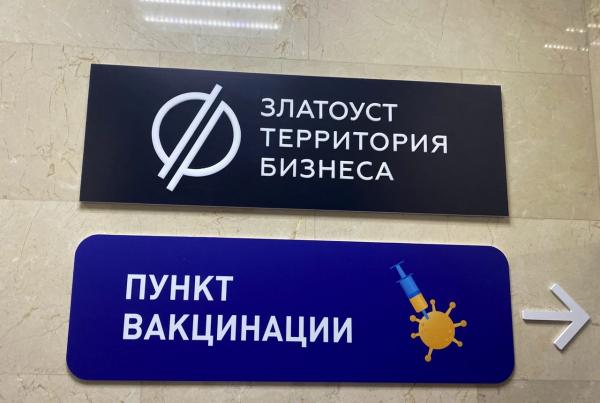 ЗЛАТОУСТ
ТЕРРИТОРИЯ
БИЗНЕСА
ПУНКТ
ВАКЦИНАЦИИ